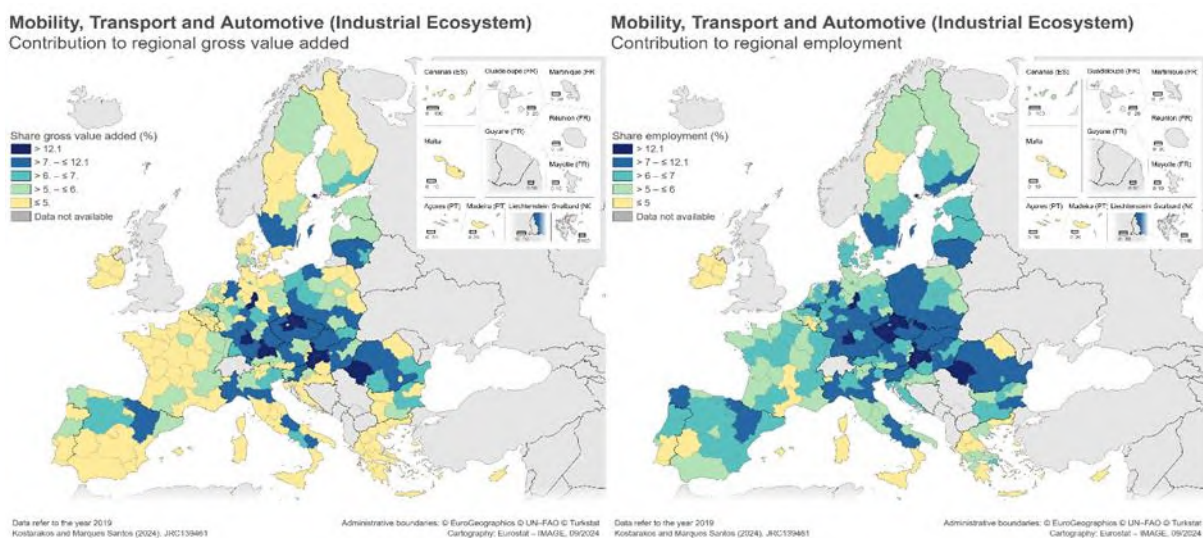 Mobility, Transport and Automotive (Industrial Ecosystem)
Contribution to regional gross value added
Share gross value added (%)
> 12.1
> 7. – ≤ 12.1
> 6. – ≤ 7.
> 5. – ≤ 6.
≤ 5.
Data not available
Canarias (ES)
Guadeloupe (FR)
Martinique (FR
Réunion (FR)
Malta
Guyane (FR)
Mayotte (FR)
Açores (PT)
Madeira (PT
Liechtenstein
Svalbard (NO
Data refer to the year 2019
Kostarakos and Marques Santos (2024). JRC139461
Administrative boundaries: © EuroGeographics © UN–FAO © Turkstat
Cartography: Eurostat – IMAGE, 09/2024
Mobility, Transport and Automotive (Industrial Ecosystem)
Contribution to regional employment
Share employment (%)
> 12.1
> 7 – ≤ 12.1
> 6 – ≤ 7
> 5 – ≤ 6
≤ 5
Data not available
Canarias (ES)
Guadeloupe (FR)
Martinique (FR
Réunion (FR)
Malta
Guyane (FR)
Mayotte (FR)
Açores (PT)
Madeira (PT
Liechtenstein
Svalbard (NO
Data refer to the year 2019
Kostarakos and Marques Santos (2024). JRC139461
Administrative boundaries: © EuroGeographics © UN–FAO © Turkstat
Cartography: Eurostat – IMAGE, 09/2024